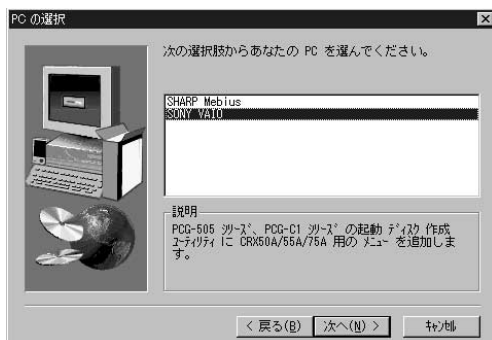 PC の選択
次の選択肢からあなたの PC を選んでください。
SHARP Mebius
SONY VAIO
説明
PCG-505 ｼﾘｰｽﾞ、PCG-C1 ｼﾘｰｽﾞ の起動 ﾃﾞｨｽｸ 作成
ﾕｰﾃｨﾘﾃｨ に CRX50A/55A/75A 用の ﾒﾆｭｰ を追加しま
す。
< 戻る(B) 次へ(N) > ｷｬﾝｾﾙ